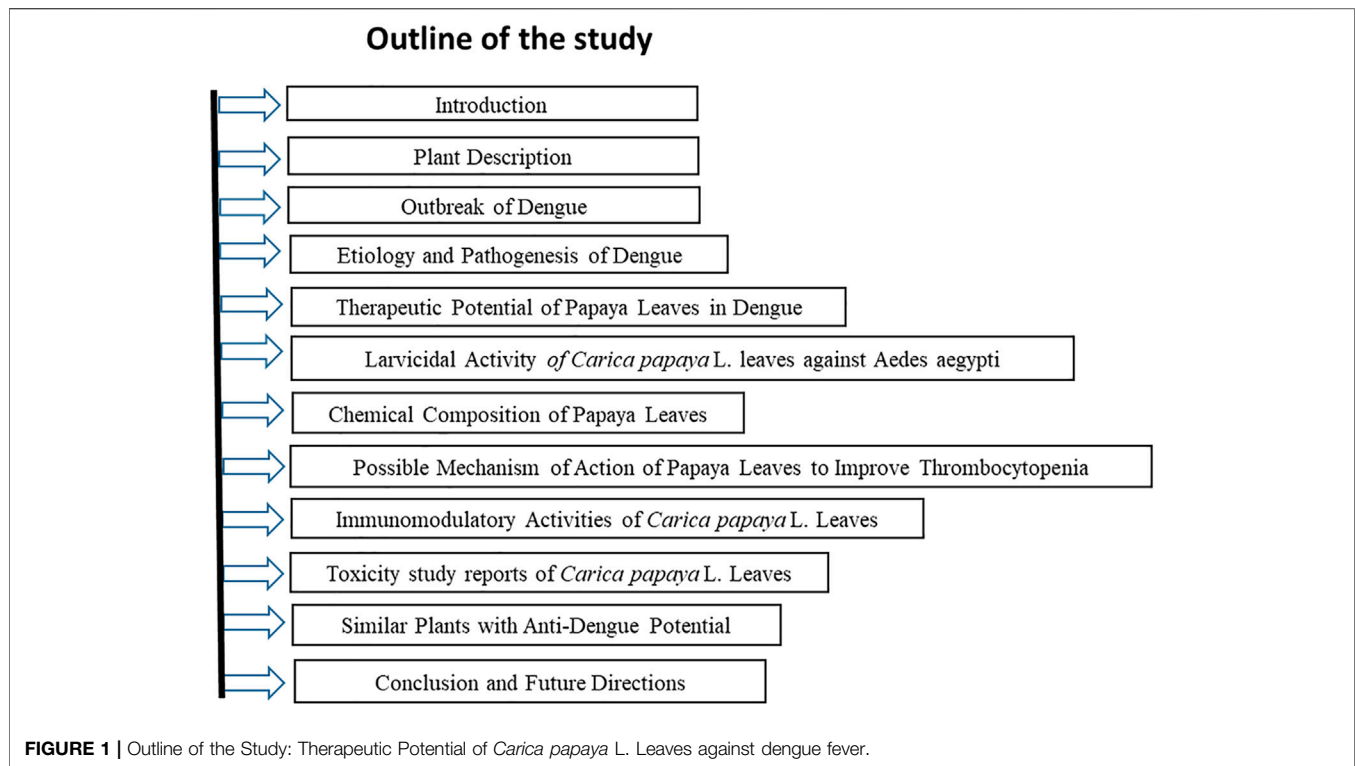 Outline of the study
Introduction
Plant Description
Outbreak of Dengue
Etiology and Pathogenesis of Dengue
Therapeutic Potential of Papaya Leaves in Dengue
Larvicidal Activity of Carica papaya L. leaves against Aedes aegypti
Chemical Composition of Papaya Leaves
Possible Mechanism of Action of Papaya Leaves to Improve Thrombocytopenia
Immunomodulatory Activities of Carica papaya L. Leaves
Toxicity study reports of Carica papaya L. Leaves
Similar Plants with Anti-Dengue Potential
Conclusion and Future Directions
FIGURE 1 | Outline of the Study: Therapeutic Potential of Carica papaya L. Leaves against dengue fever.